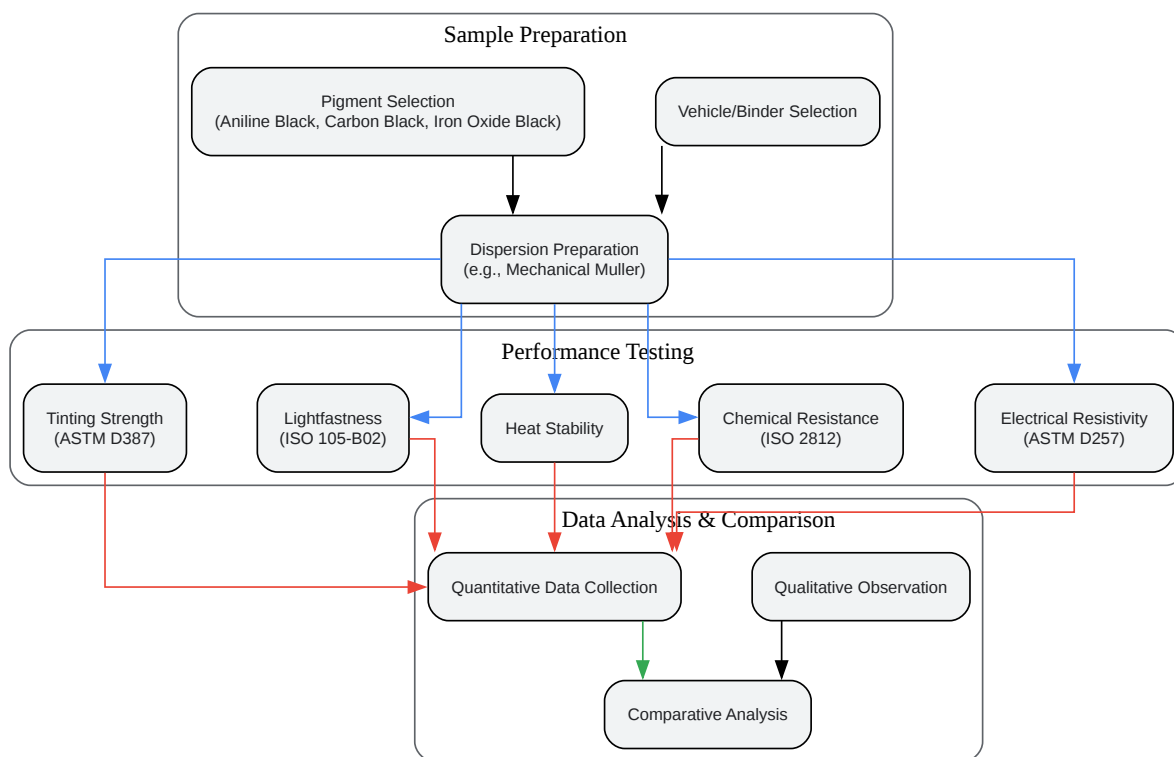 Sample Preparation
Pigment Selection
(Aniline Black, Carbon Black, Iron Oxide Black)
Vehicle/Binder Selection
Dispersion Preparation
(e.g., Mechanical Muller)
Performance Testing
Tinting Strength
(ASTM D387)
Lightfastness
(ISO 105-B02)
Heat Stability
Chemical Resistance
(ISO 2812)
Electrical Resistivity
(ASTM D257)
Data Analysis & Comparison
Quantitative Data Collection
Qualitative Observation
Comparative Analysis